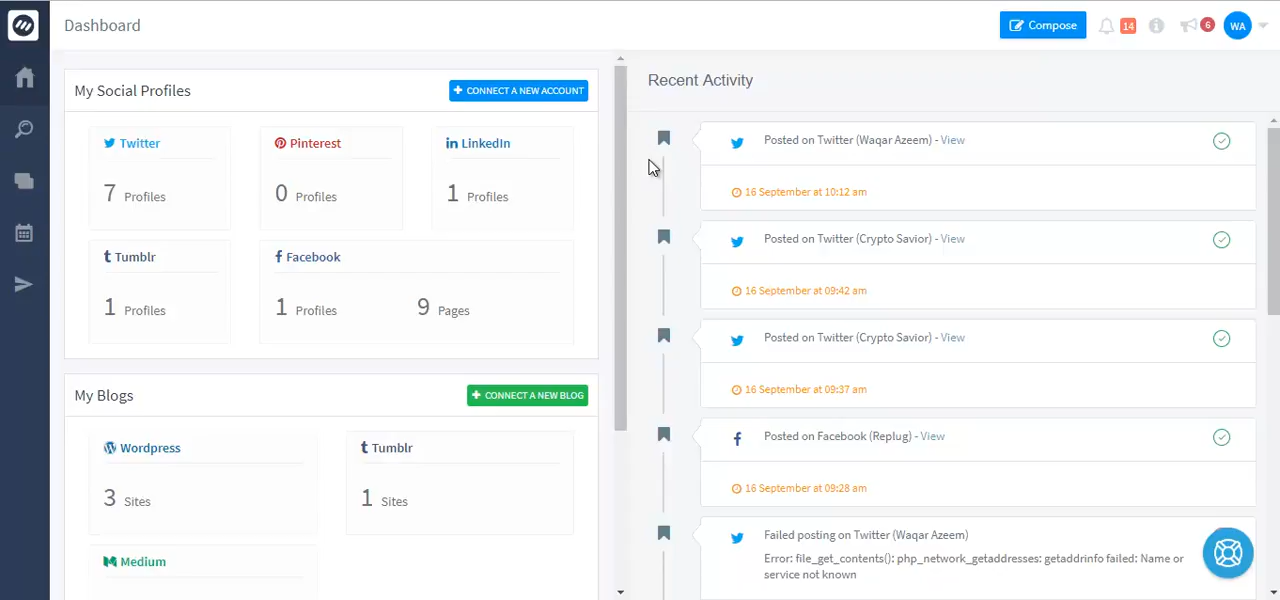 Dashboard
Compose
14
6
WA
My Social Profiles
+ CONNECT A NEW ACCOUNT
Twitter
7 Profiles
Pinterest
0 Profiles
in LinkedIn
1 Profiles
t Tumblr
1 Profiles
f Facebook
1 Profiles
9 Pages
My Blogs
+ CONNECT A NEW BLOG
Wordpress
3 Sites
t Tumblr
1 Sites
Medium
Recent Activity
Posted on Twitter (Waqar Azeem) - View
16 September at 10:12 am
Posted on Twitter (Crypto Savior) - View
16 September at 09:42 am
Posted on Twitter (Crypto Savior) - View
16 September at 09:37 am
Posted on Facebook (Replug) - View
16 September at 09:28 am
Failed posting on Twitter (Waqar Azeem)
Error: file_get_contents(): php_network_getaddresses: getaddrinfo failed: Name or
service not known